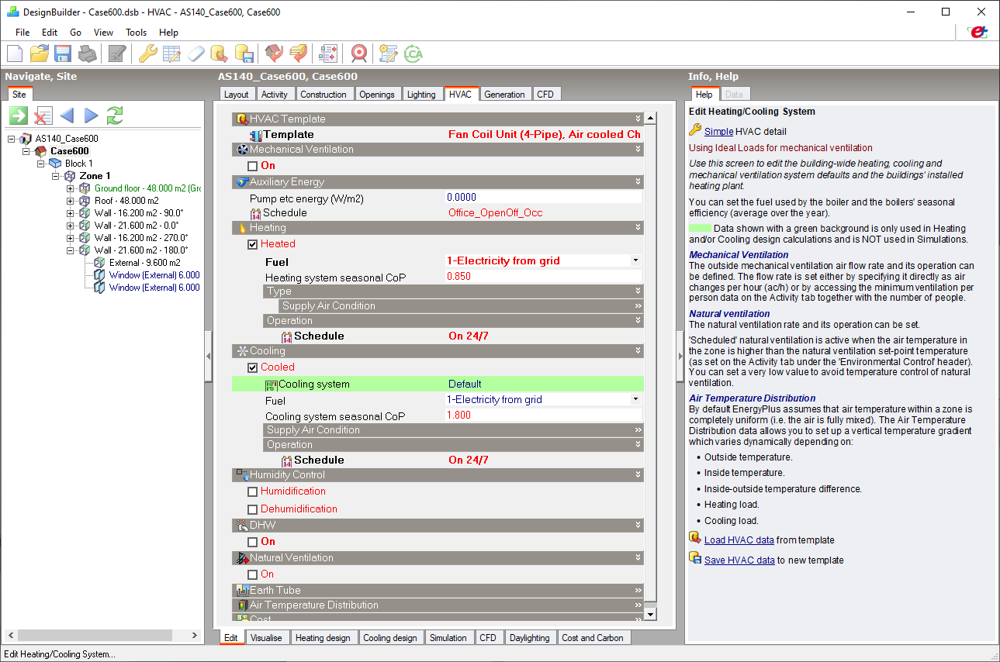 DesignBuilder - Case600.dsb - HVAC - AS140_Case600, Case600
File Edit Go View Tools Help
et
LCA
Navigate, Site
Site
AS140_Case600
Case600
Block 1
Zone 1
Ground floor - 48.000 m2 (Gr
Roof - 48.000 m2
Wall - 16.200 m2 - 90.0°
Wall - 21.600 m2 - 0.0°
Wall - 16.200 m2 - 270.0°
Wall - 21.600 m2 - 180.0°
External - 9.600 m2
Window (External) 6.000
Window (External) 6.000
AS140_Case600, Case600
Layout Activity Construction Openings Lighting HVAC Generation CFD
HVAC Template
Template Fan Coil Unit (4-Pipe), Air cooled Ch
Mechanical Ventilation
On
Auxiliary Energy
Pump etc energy (W/m2) 0.0000
Schedule Office_OpenOff_Occ
Heating
Heated
Fuel 1-Electricity from grid
Heating system seasonal CoP 0.850
Type
Supply Air Condition
Operation
Schedule On 24/7
Cooling
Cooled
Cooling system Default
Fuel 1-Electricity from grid
Cooling system seasonal CoP 1.800
Supply Air Condition
Operation
Schedule On 24/7
Humidity Control
Humidification
Dehumidification
DHW
On
Natural Ventilation
On
Earth Tube
Air Temperature Distribution
Cost
Edit Visualise Heating design Cooling design Simulation CFD Daylighting Cost and Carbon
Info, Help
Help Data
Edit Heating/Cooling System
Simple HVAC detail
Using Ideal Loads for mechanical ventilation
Use this screen to edit the building-wide heating, cooling and
mechanical ventilation system defaults and the buildings' installed
heating plant.
You can set the fuel used by the boiler and the boilers' seasonal
efficiency (average over the year).
Data shown with a green background is only used in Heating
and/or Cooling design calculations and is NOT used in Simulations.
Mechanical Ventilation
The outside mechanical ventilation air flow rate and its operation can
be defined. The flow rate is set either by specifying it directly as air
changes per hour (ac/h) or by accessing the minimum ventilation per
person data on the Activity tab together with the number of people.
Natural ventilation
The natural ventilation rate and its operation can be set.
'Scheduled' natural ventilation is active when the air temperature in
the zone is higher than the natural ventilation set-point temperature
(as set on the Activity tab under the 'Environmental Control' header).
You can set a very low value to avoid temperature control of natural
ventilation.
Air Temperature Distribution
By default EnergyPlus assumes that air temperature within a zone is
completely uniform (i.e. the air is fully mixed). The Air Temperature
Distribution data allows you to set up a vertical temperature gradient
which varies dynamically depending on:
• Outside temperature.
• Inside temperature.
• Inside-outside temperature difference.
• Heating load.
• Cooling load.
Load HVAC data from template
Save HVAC data to new template
Edit Heating/Cooling System...